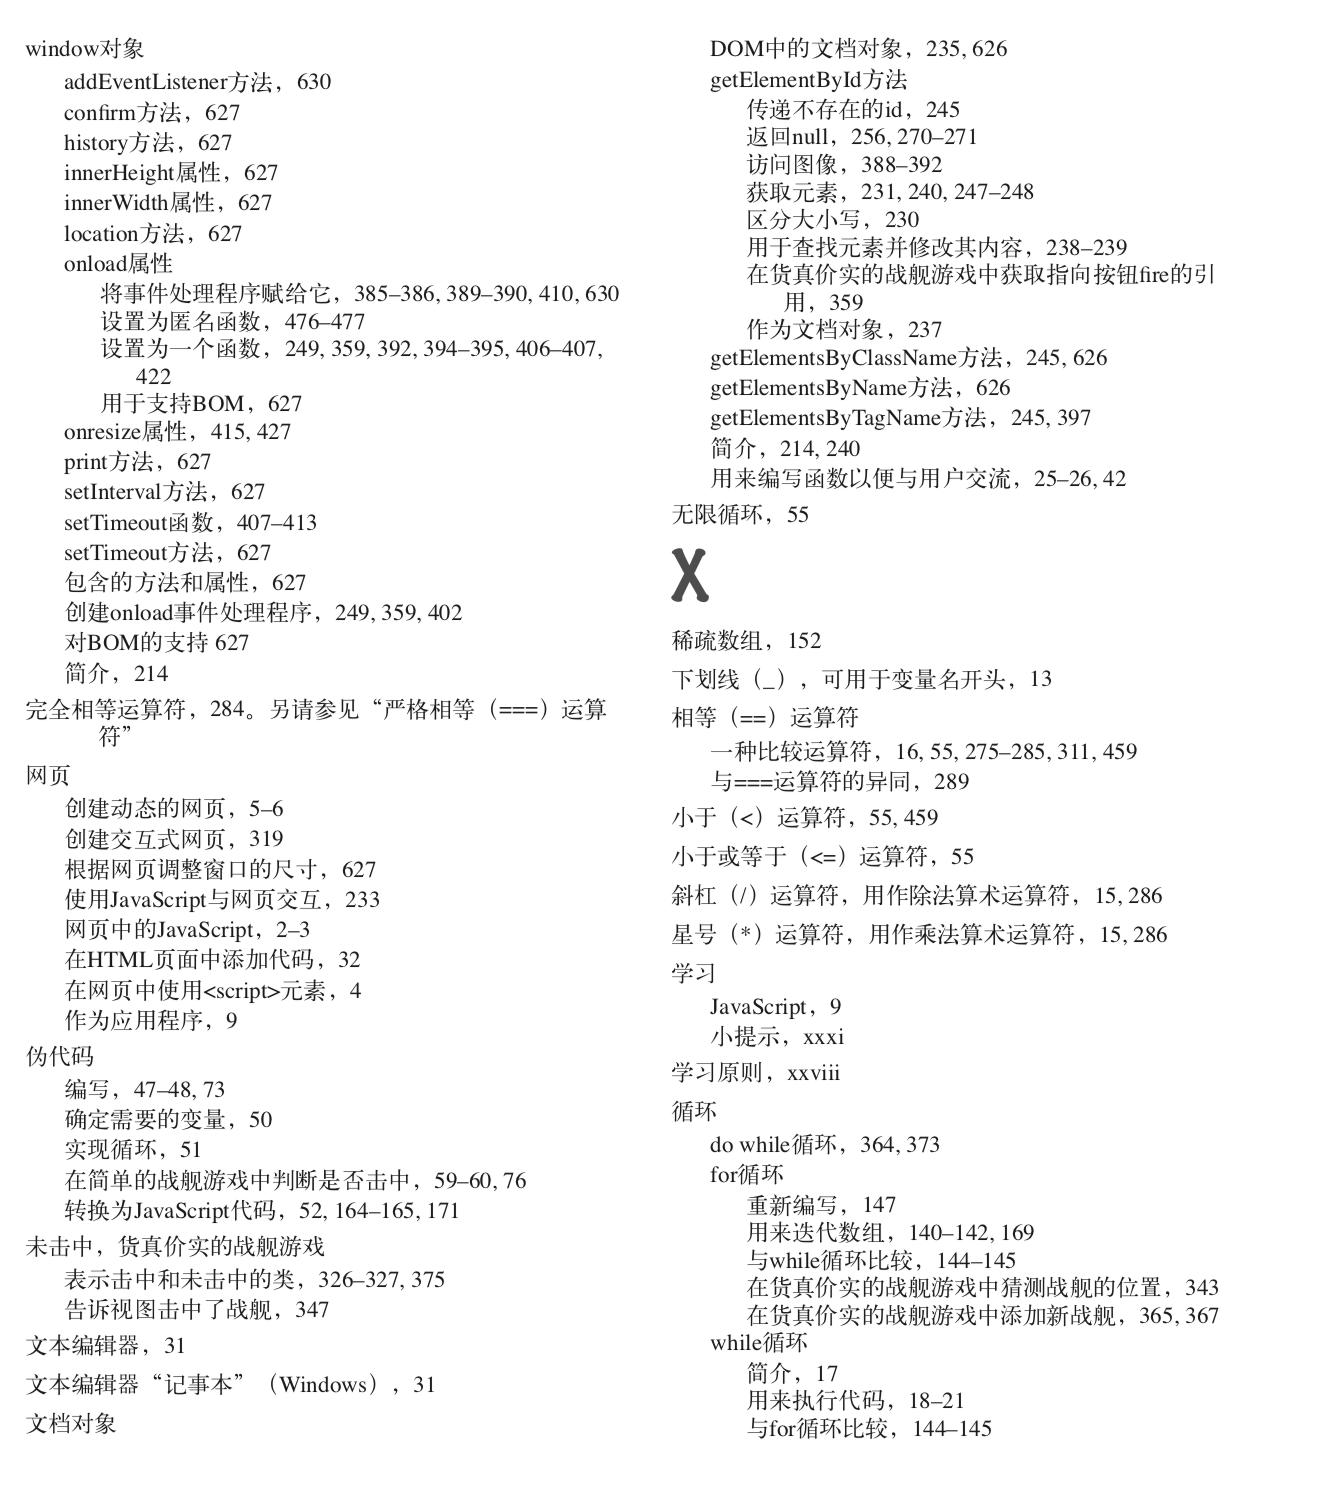 window对象
addEventListener方法，630
confirm方法，627
history方法，627
innerHeight属性，627
innerWidth属性，627
location方法，627
onload属性
将事件处理程序赋给它，385–386, 389–390, 410, 630
设置为匿名函数，476–477
设置为一个函数，249, 359, 392, 394–395, 406–407,
422
用于支持BOM，627
onresize属性，415, 427
print方法，627
setInterval方法，627
setTimeout函数，407–413
setTimeout方法，627
包含的方法和属性，627
创建onload事件处理程序，249, 359, 402
对BOM的支持 627
简介，214
完全相等运算符，284。另请参见“严格相等（===）运算
符”
网页
创建动态的网页，5–6
创建交互式网页，319
根据网页调整窗口的尺寸，627
使用JavaScript与网页交互，233
网页中的JavaScript，2–3
在HTML页面中添加代码，32
在网页中使用<script>元素，4
作为应用程序，9
伪代码
编写，47–48, 73
确定需要的变量，50
实现循环，51
在简单的战舰游戏中判断是否击中，59–60, 76
转换为JavaScript代码，52, 164–165, 171
未击中，货真价实的战舰游戏
表示击中和未击中的类，326–327, 375
告诉视图击中了战舰，347
文本编辑器，31
文本编辑器“记事本”（Windows），31
文档对象
DOM中的文档对象，235, 626
getElementById方法
传递不存在的id，245
返回null，256, 270–271
访问图像，388–392
获取元素，231, 240, 247–248
区分大小写，230
用于查找元素并修改其内容，238–239
在货真价实的战舰游戏中获取指向按钮fire的引
用，359
作为文档对象，237
getElementsByClassName方法，245, 626
getElementsByName方法，626
getElementsByTagName方法，245, 397
简介，214, 240
用来编写函数以便与用户交流，25–26, 42
无限循环，55
X
稀疏数组，152
下划线（_），可用于变量名开头，13
相等（==）运算符
一种比较运算符，16, 55, 275–285, 311, 459
与===运算符的异同，289
小于（<）运算符，55, 459
小于或等于（<=）运算符，55
斜杠（/）运算符，用作除法算术运算符，15, 286
星号（*）运算符，用作乘法算术运算符，15, 286
学习
JavaScript，9
小提示，xxxi
学习原则，xxviii
循环
do while循环，364, 373
for循环
重新编写，147
用来迭代数组，140–142, 169
与while循环比较，144–145
在货真价实的战舰游戏中猜测战舰的位置，343
在货真价实的战舰游戏中添加新战舰，365, 367
while循环
简介，17
用来执行代码，18–21
与for循环比较，144–145